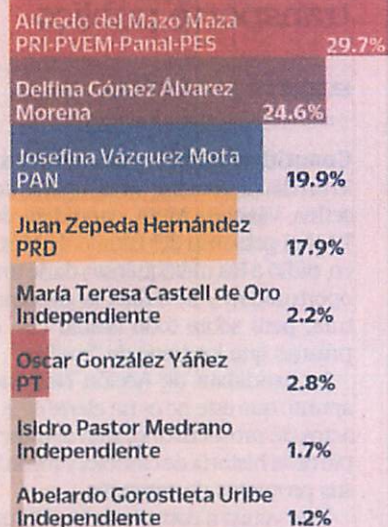 Alfredo del Mazo Maza
PRI-PVEM-Panal-PES 29.7%
Delfina Gómez Álvarez
Morena 24.6%
Josefina Vázquez Mota
PAN 19.9%
Juan Zepeda Hernández
PRD 17.9%
María Teresa Castell de Oro
Independiente 2.2%
Oscar González Yáñez
PT 2.8%
Isidro Pastor Medrano
Independiente 1.7%
Abelardo Gorostieta Uribe
Independiente 1.2%